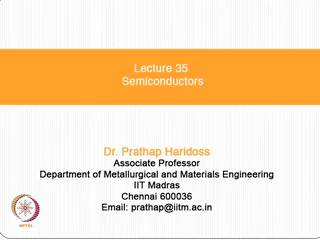 Lecture 35
Semiconductors
Dr. Prathap Haridoss
Associate Professor
Department of Metallurgical and Materials Engineering
IIT Madras
Chennai 600036
Email: prathap@iitm.ac.in
NPTEL